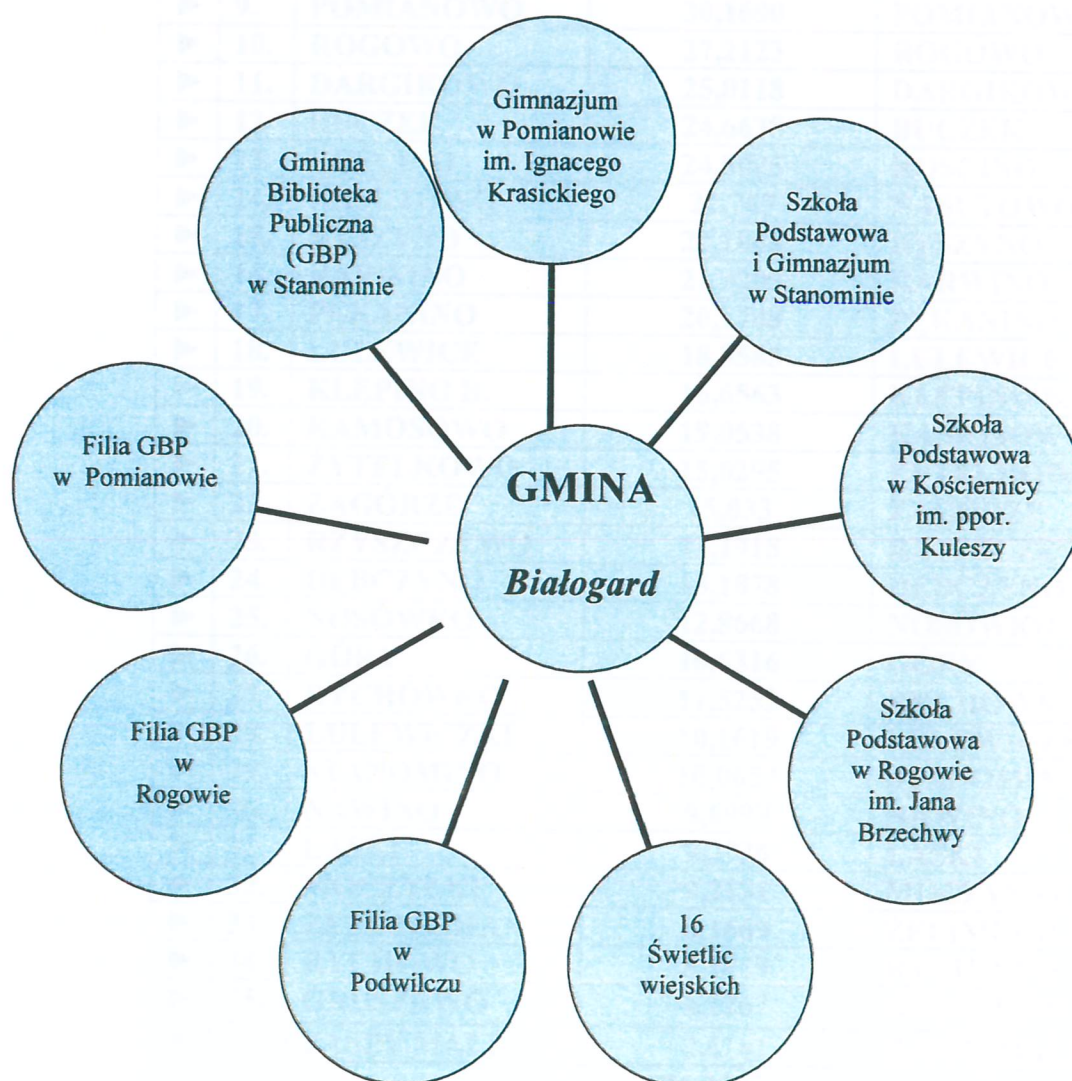 Gimnazjum
w Pomianowie
im. Ignacego
Krasickiego
Szkoła
Podstawowa
i Gimnazjum
w Stanominie
Szkoła
Podstawowa
w Kościernicy
im. ppor.
Kuleszy
Szkoła
Podstawowa
w Rogowie
im. Jana
Brzechwy
16
Świetlic
wiejskich
Filia GBP
w
Podwilczu
Filia GBP
w
Rogowie
Filia GBP
w Pomianowie
Gminna
Biblioteka
Publiczna
(GBP)
w Stanominie
GMINA
Białogard